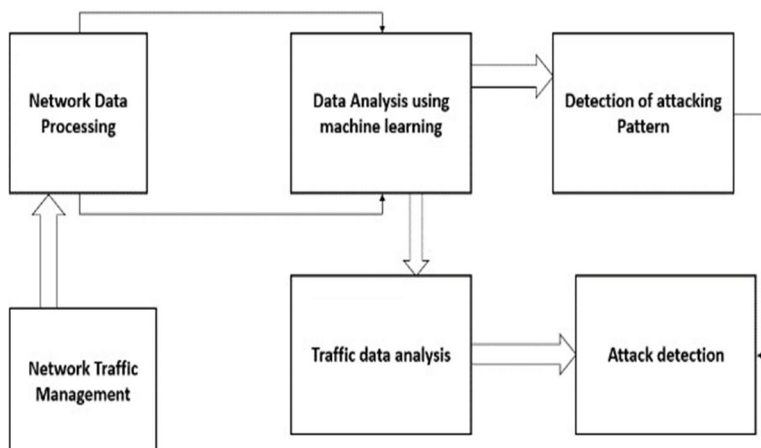 Network Data
Processing
Data Analysis using
machine learning
Detection of attacking
Pattern
Network Traffic
Management
Traffic data analysis
Attack detection